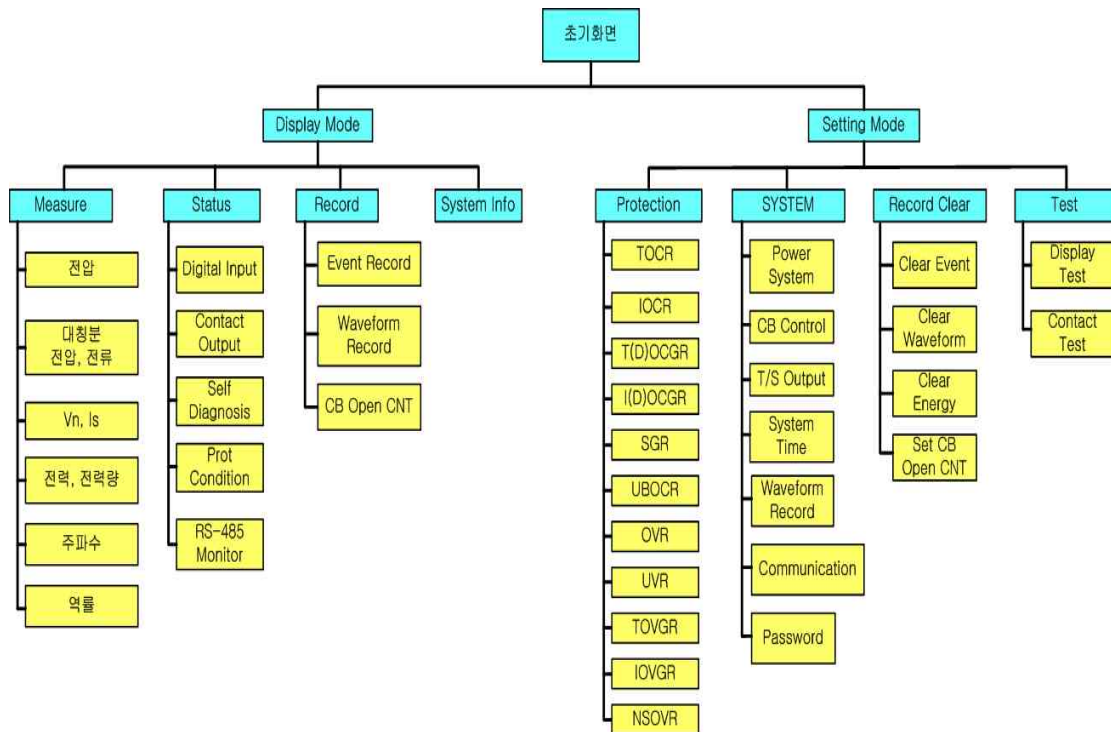 초기화면
Display Mode
Setting Mode
Measure
전압
대칭분
전압, 전류
Vn, Is
전력, 전력량
주파수
역률
Status
Digital Input
Contact
Output
Self
Diagnosis
Prot
Condition
RS-485
Monitor
Record
Event Record
Waveform
Record
CB Open CNT
System Info
Protection
TOCR
IOCR
T(D)OCGR
I(D)OCGR
SGR
UBOCR
OVR
UVR
TOVGR
IOVGR
NSOVR
SYSTEM
Power
System
CB Control
T/S Output
System
Time
Waveform
Record
Communication
Password
Record Clear
Clear Event
Clear
Waveform
Clear
Energy
Set CB
Open CNT
Test
Display
Test
Contact
Test